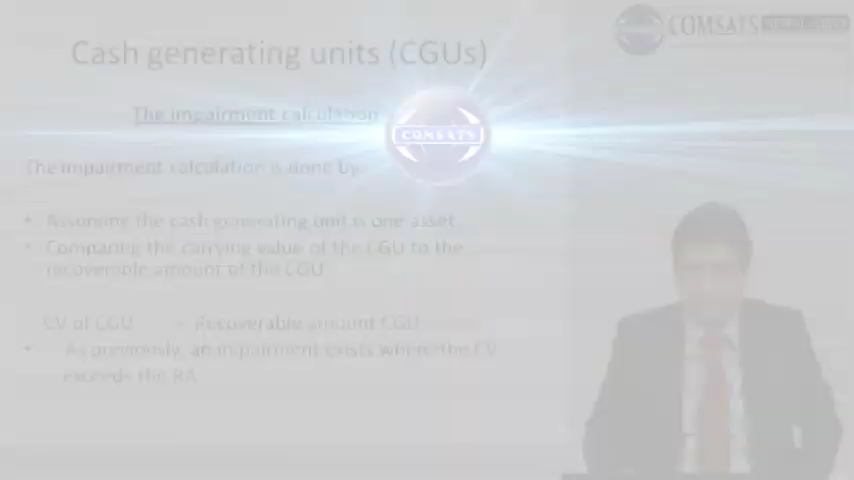 Cash generating units (CGUs)
COMSATS
The impairment calculation
COMSATS
The impairment calculation is done by:
• Assuming the cash generating unit is one asset
• Comparing the carrying value of the CGU to the
recoverable amount of the CGU
CV of CGU - Recoverable amount CGU
• As previously, an impairment exists where the CV
exceeds the RA